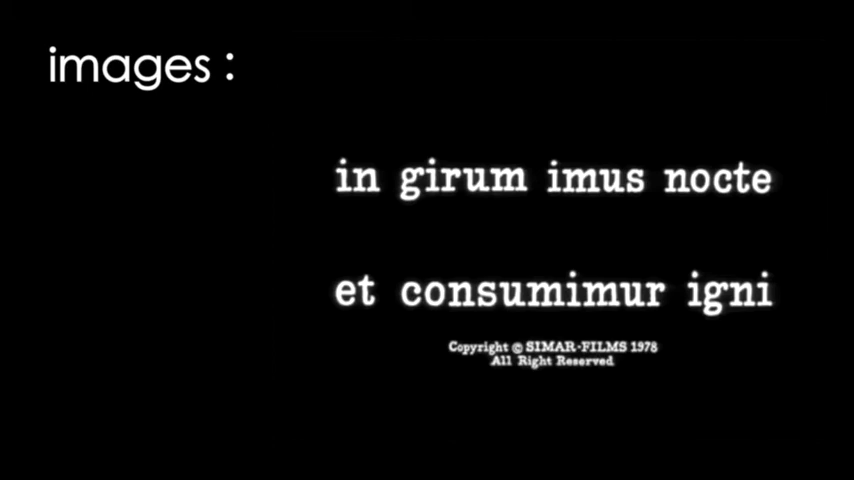 images :
in girum imus nocte
et consumimur igni
Copyright © SIMAR-FILMS 1978
All Right Reserved